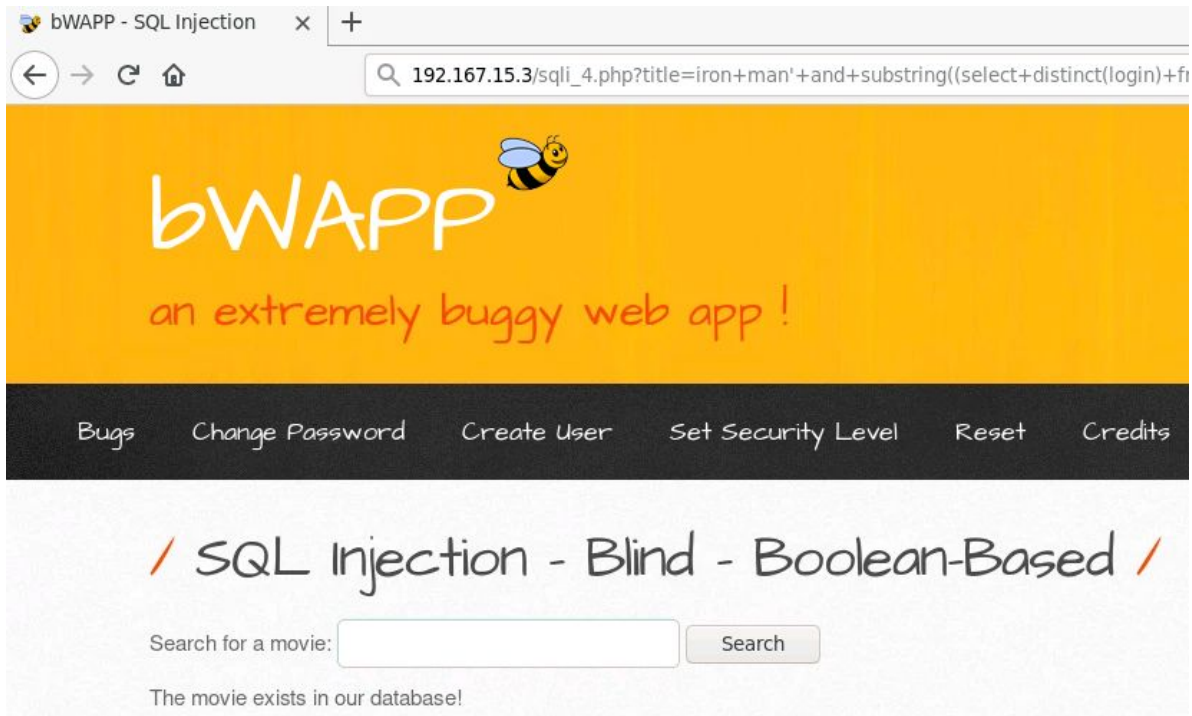 bWAPP - SQL Injection
192.167.15.3/sqli_4.php?title=iron+man'+and+substring((select+distinct(login)+fr
bWAPP
an extremely buggy web app !
Bugs Change Password Create User Set Security Level Reset Credits
/ SQL Injection - Blind - Boolean-Based /
Search for a movie: Search
The movie exists in our database!